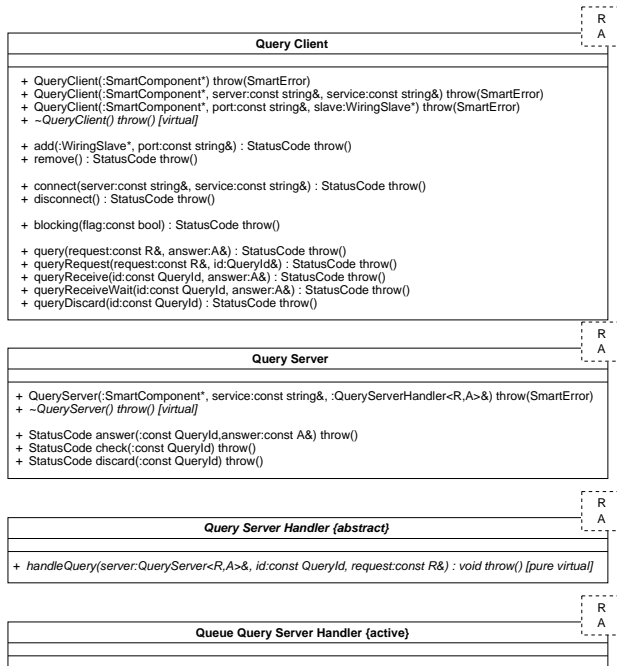 R
A
Query Client
+ QueryClient(:SmartComponent*) throw(SmartError)
+ QueryClient(:SmartComponent*, server:const string&, service:const string&) throw(SmartError)
+ QueryClient(:SmartComponent*, port:const string&, slave:WiringSlave*) throw(SmartError)
+ ~QueryClient() throw() [virtual]
+ add(:WiringSlave*, port:const string&) : StatusCode throw()
+ remove() : StatusCode throw()
+ connect(server:const string&, service:const string&) : StatusCode throw()
+ disconnect() : StatusCode throw()
+ blocking(flag:const bool) : StatusCode throw()
+ query(request:const R&, answer:A&) : StatusCode throw()
+ queryRequest(request:const R&, id:QueryId&) : StatusCode throw()
+ queryReceive(id:const QueryId, answer:A&) : StatusCode throw()
+ queryReceiveWait(id:const QueryId, answer:A&) : StatusCode throw()
+ queryDiscard(id:const QueryId) : StatusCode throw()
R
A
Query Server
+ QueryServer(:SmartComponent*, service:const string&, :QueryServerHandler<R,A>&) throw(SmartError)
+ ~QueryServer() throw() [virtual]
+ StatusCode answer(:const QueryId,answer:const A&) throw()
+ StatusCode check(:const QueryId) throw()
+ StatusCode discard(:const QueryId) throw()
R
A
Query Server Handler {abstract}
+ handleQuery(server:QueryServer<R,A>&, id:const QueryId, request:const R&) : void throw() [pure virtual]
R
A
Queue Query Server Handler {active}